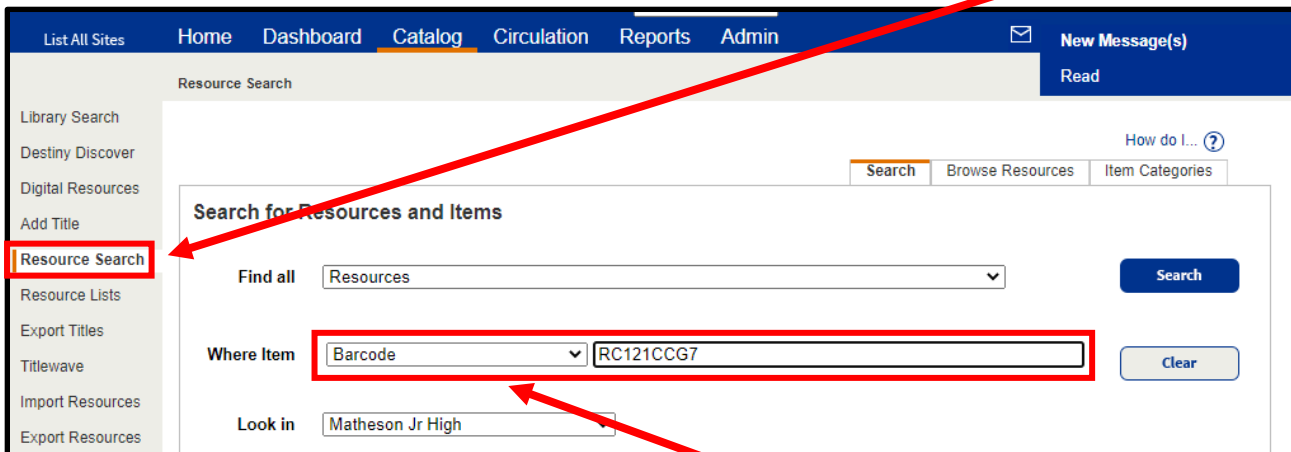 List All Sites Home Dashboard Catalog Circulation Reports Admin New Message(s)
Resource Search Read
Library Search
Destiny Discover
Digital Resources
Add Title
Resource Search
Resource Lists
Export Titles
Titlewave
Import Resources
Export Resources
How do I... ?
Search Browse Resources Item Categories
Search for Resources and Items
Find all Resources Search
Where Item Barcode RC121CCG7 Clear
Look in Matheson Jr High